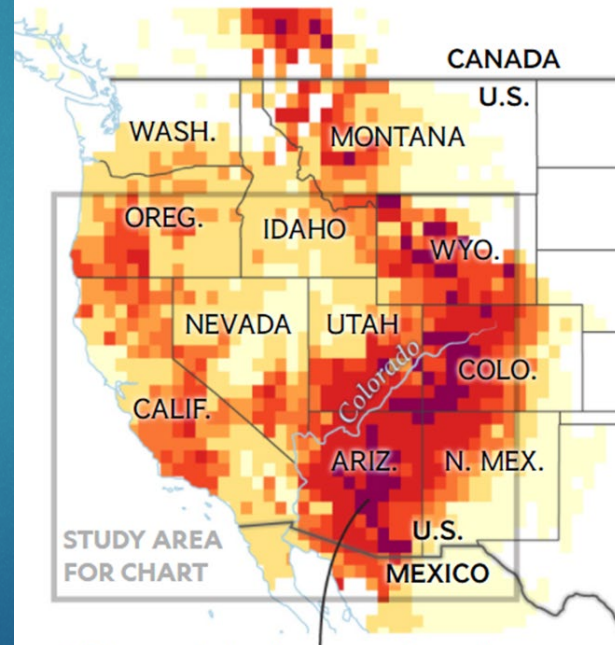 CANADA
U.S.
WASH.
MONTANA
OREG.
IDAHO
WYO.
NEVADA
UTAH
Colorado
COLO.
CALIF.
ARIZ.
N. MEX.
STUDY AREA
FOR CHART
U.S.
MEXICO